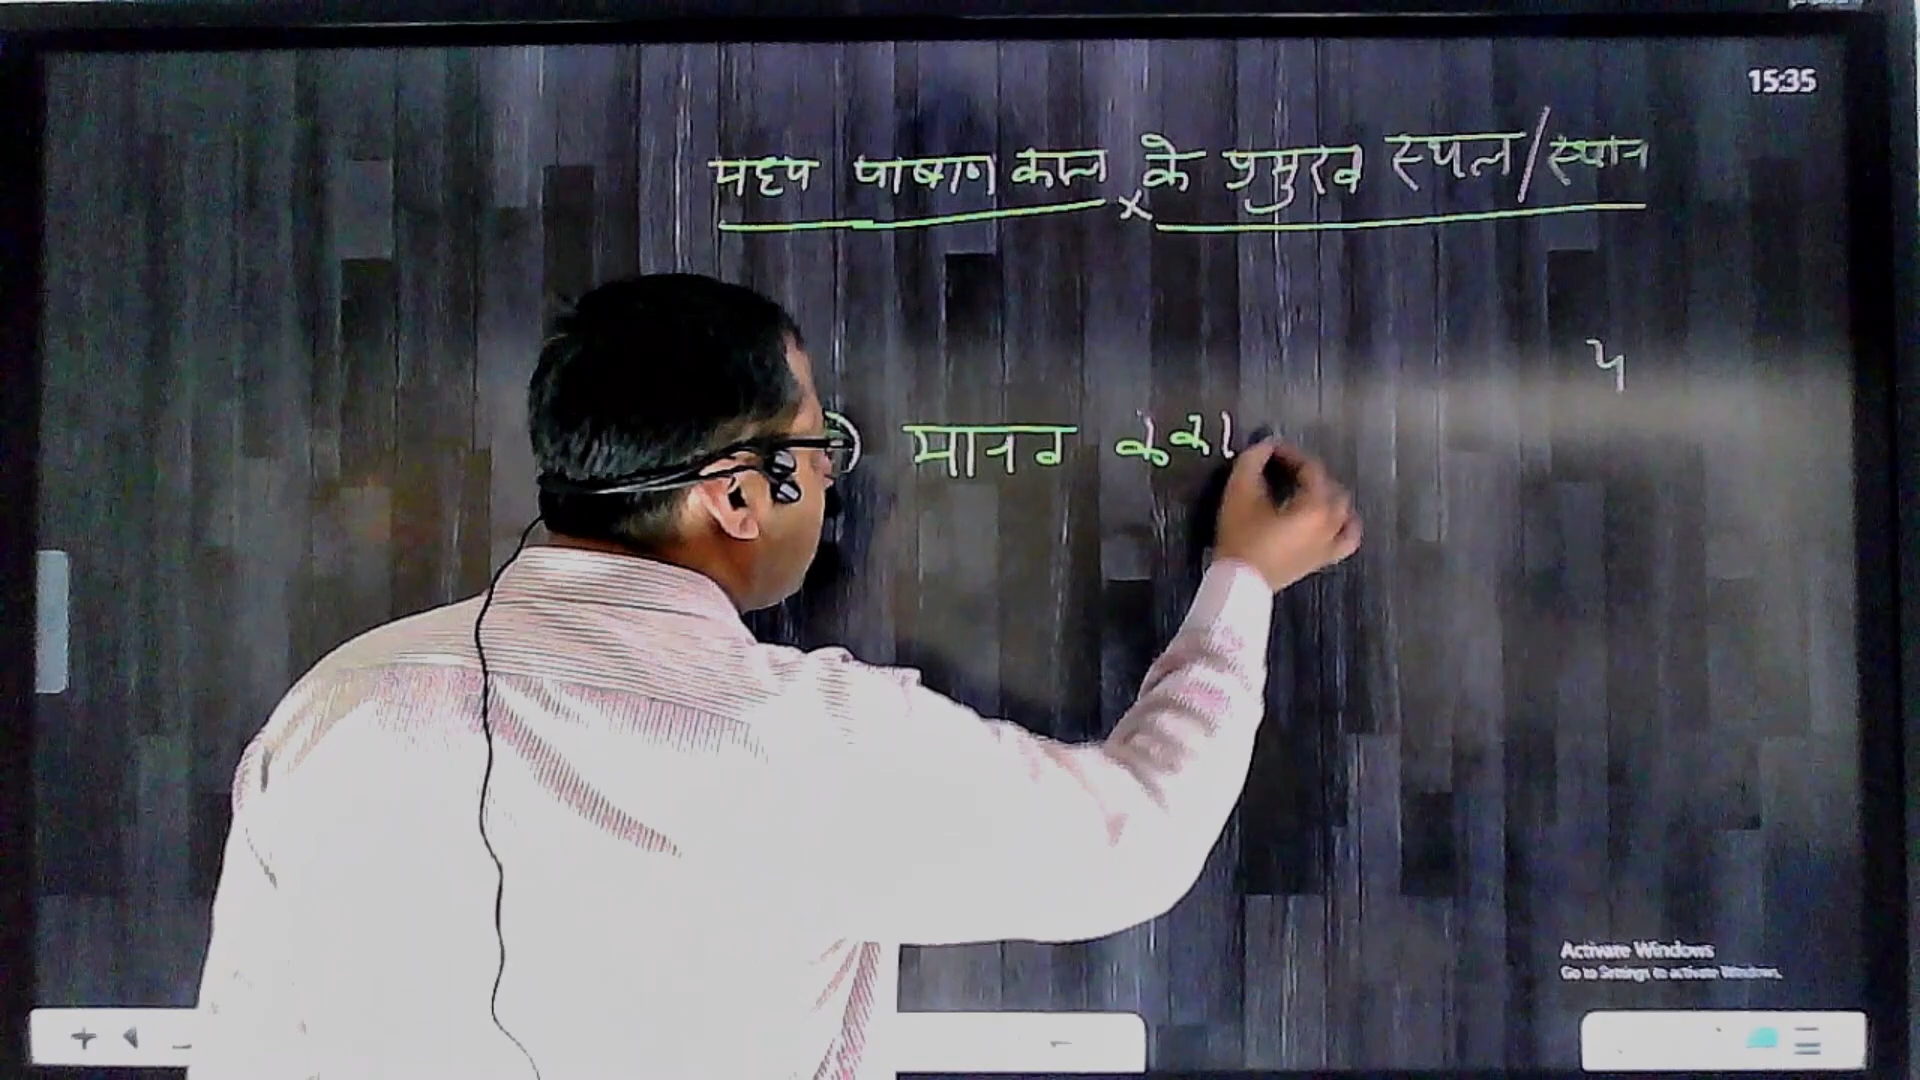 15:35
मध्य पाषाण काल के प्रमुख स्थल/स्थान
मानव कंका
Activate Windows
Go to Settings to activate Windows.